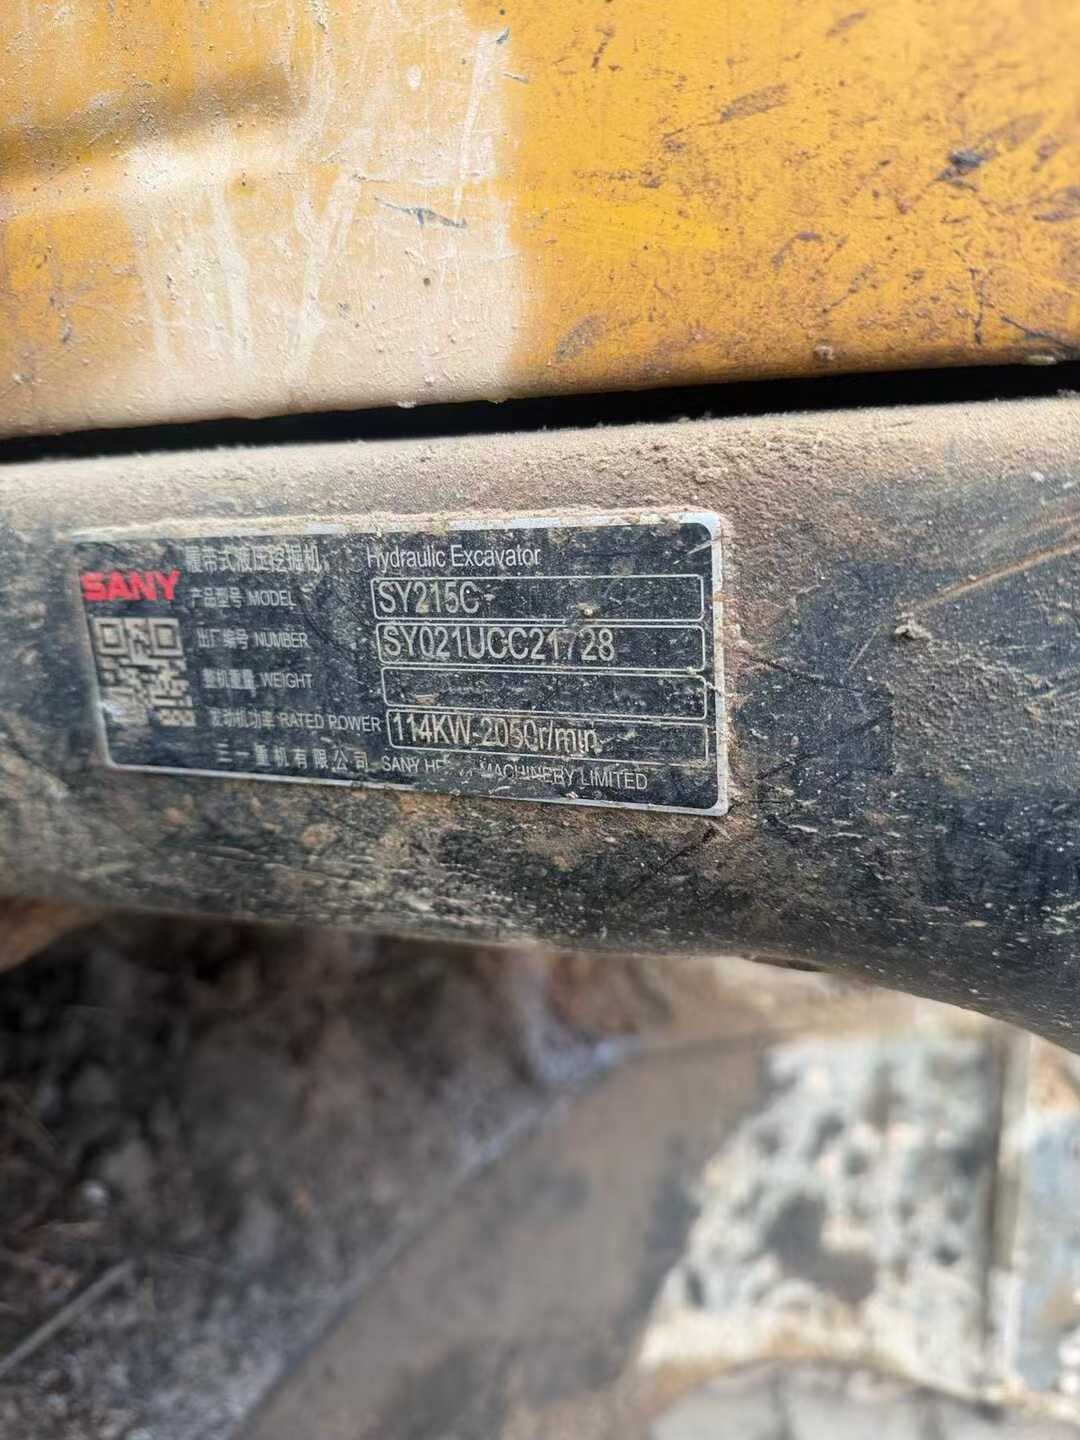 履带式液压挖掘机 Hydraulic Excavator
SANY
产品型号 MODEL SY215C
出厂编号 NUMBER SY021UCC21728
整机重量 WEIGHT
发动机功率 RATED POWER 114KW-2050r/min
三一重机有限公司 SANY MACHINERY LIMITED